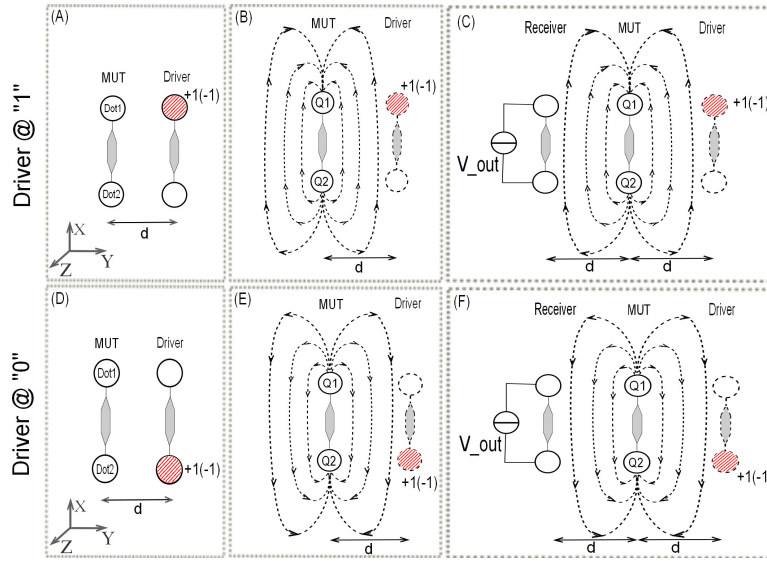 Driver @ "1"
(A)
MUT Driver
+1(-1)
Dot1
Dot2
d
X
Y
Z
(B)
MUT Driver
Q1
+1(-1)
Q2
d
(C)
Receiver MUT Driver
Q1
+1(-1)
V_out
Q2
d d
Driver @ "0"
(D)
MUT Driver
Dot1
Dot2
+1(-1)
d
X
Y
Z
(E)
MUT Driver
Q1
Q2
+1(-1)
d
(F)
Receiver MUT Driver
Q1
V_out
Q2
+1(-1)
d d